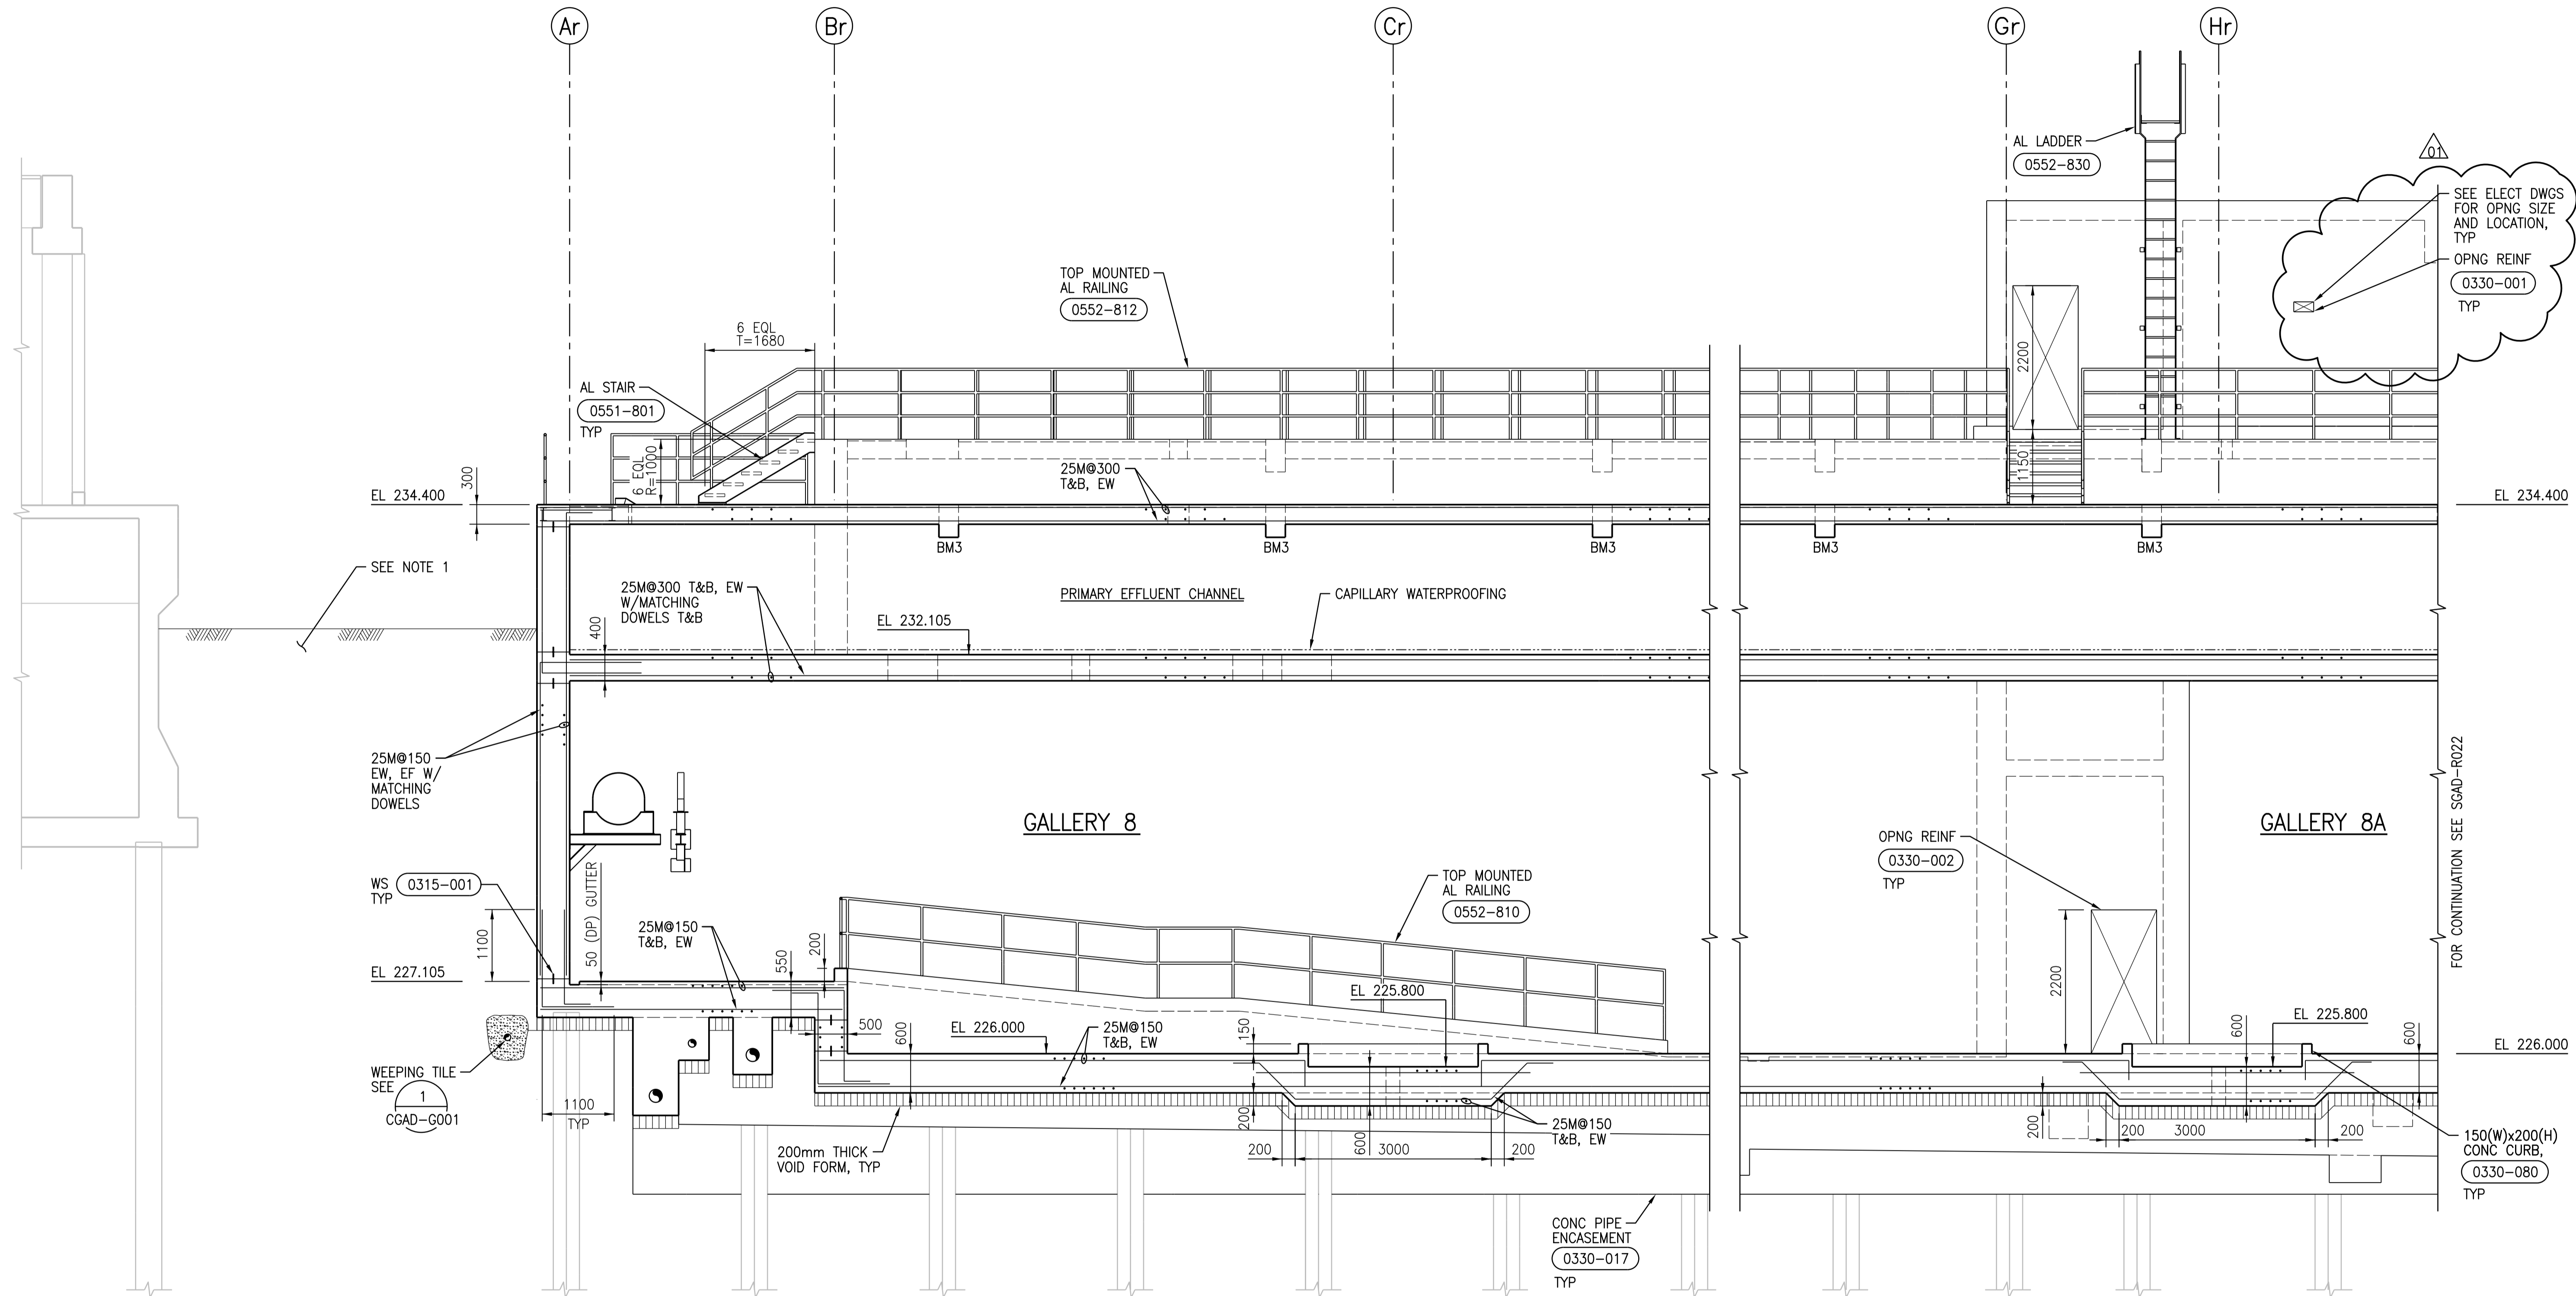 Ar
Br
Cr
Gr
Hr
AL LADDER
0552-830
01
SEE ELECT DWGS
FOR OPNG SIZE
AND LOCATION,
TYP
OPNG REINF
0330-001
TYP
TOP MOUNTED
AL RAILING
0552-812
6 EQL
T=1680
AL STAIR
0551-801
TYP
6 EQL
R=1000
2200
1150
300
EL 234.400
25M@300
T&B, EW
EL 234.400
BM3
BM3
BM3
BM3
BM3
SEE NOTE 1
25M@300 T&B, EW
W/MATCHING
DOWELS T&B
PRIMARY EFFLUENT CHANNEL
CAPILLARY WATERPROOFING
EL 232.105
400
25M@150
EW, EF W/
MATCHING
DOWELS
GALLERY 8
GALLERY 8A
FOR CONTINUATION SEE SGAD-R022
OPNG REINF
0330-002
TYP
WS
TYP
0315-001
50 (DP) GUTTER
1100
25M@150
T&B, EW
TOP MOUNTED
AL RAILING
0552-810
2200
EL 227.105
550
200
500
600
EL 226.000
25M@150
T&B, EW
EL 225.800
150
600
EL 225.800
600
EL 226.000
WEEPING TILE
SEE
1
CGAD-G001
1100
TYP
200mm THICK
VOID FORM, TYP
200
200
600
3000
200
25M@150
T&B, EW
200
200
3000
200
150(W)x200(H)
CONC CURB,
0330-080
TYP
CONC PIPE
ENCASEMENT
0330-017
TYP